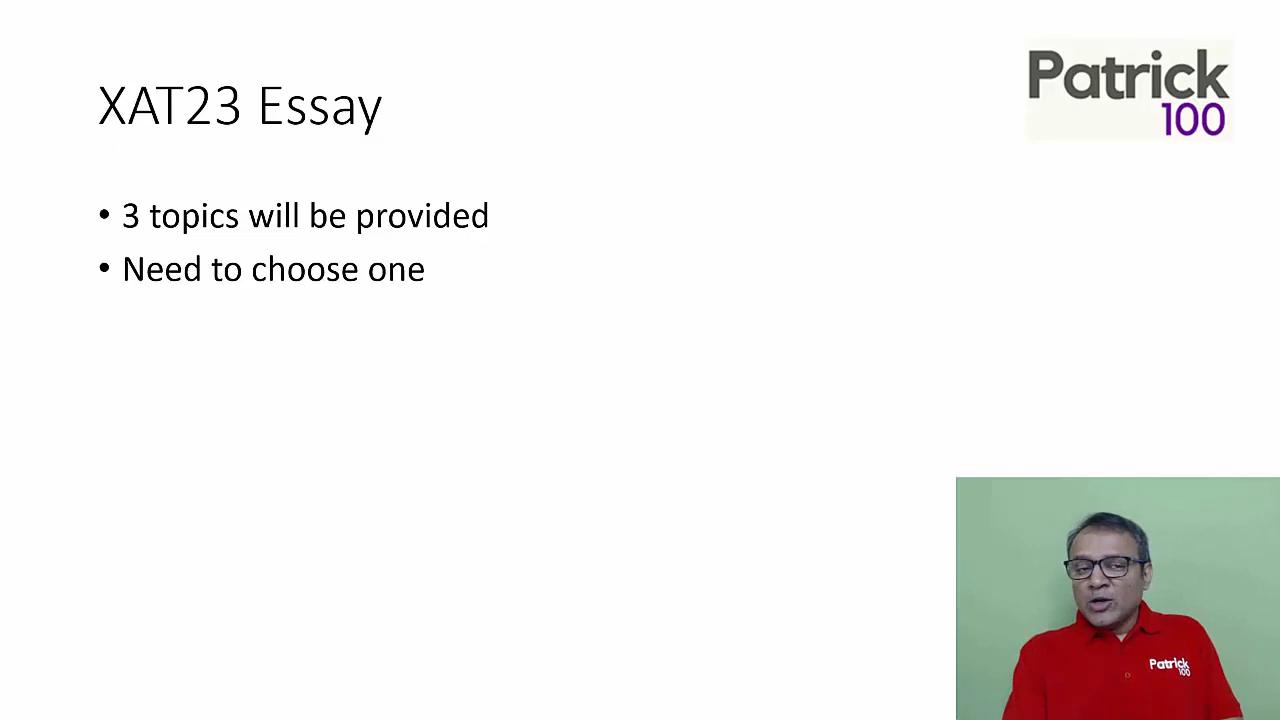 Patrick
100
XAT23 Essay
• 3 topics will be provided
• Need to choose one
Patrick
100